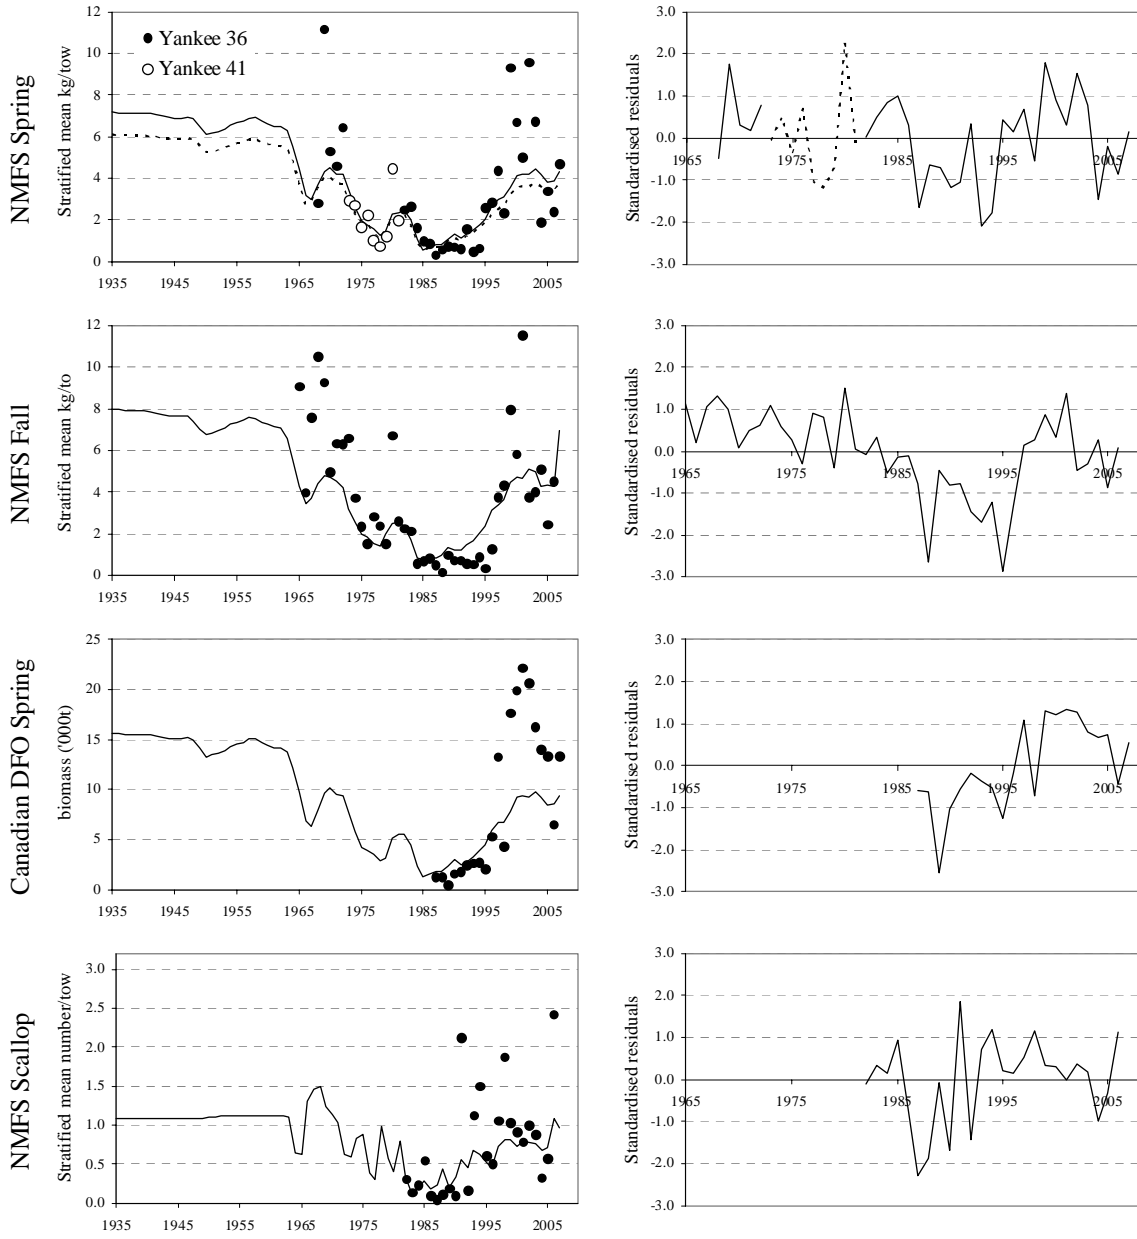 NMFS Spring
Stratified mean kg/tow
12
10
8
6
4
2
0
Yankee 36
Yankee 41
1935 1945 1955 1965 1975 1985 1995 2005
Standardised residuals
3.0
2.0
1.0
0.0
-1.0
-2.0
-3.0
1965 1975 1985 1995 2005
NMFS Fall
Stratified mean kg/to
12
10
8
6
4
2
0
1935 1945 1955 1965 1975 1985 1995 2005
Standardised residuals
3.0
2.0
1.0
0.0
-1.0
-2.0
-3.0
1965 1975 1985 1995 2005
Canadian DFO Spring
biomass ('000t)
25
20
15
10
5
0
1935 1945 1955 1965 1975 1985 1995 2005
Standardised residuals
3.0
2.0
1.0
0.0
-1.0
-2.0
-3.0
1965 1975 1985 1995 2005
NMFS Scallop
Stratified mean number/tow
3.0
2.5
2.0
1.5
1.0
0.5
0.0
1935 1945 1955 1965 1975 1985 1995 2005
Standardised residuals
3.0
2.0
1.0
0.0
-1.0
-2.0
-3.0
1965 1975 1985 1995 2005